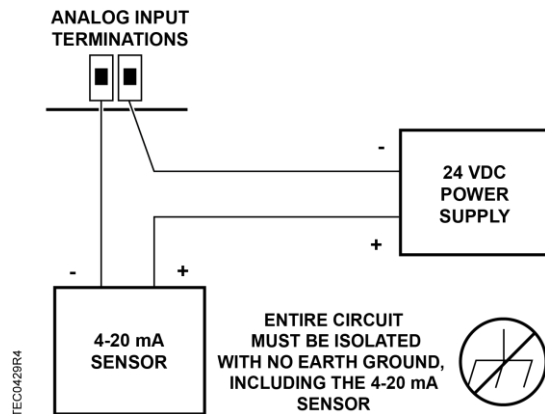 ANALOG INPUT
TERMINATIONS
-
24 VDC
POWER
SUPPLY
+
-
+
4-20 mA
SENSOR
ENTIRE CIRCUIT
MUST BE ISOLATED
WITH NO EARTH GROUND,
INCLUDING THE 4-20 mA
SENSOR
TEC0429R4